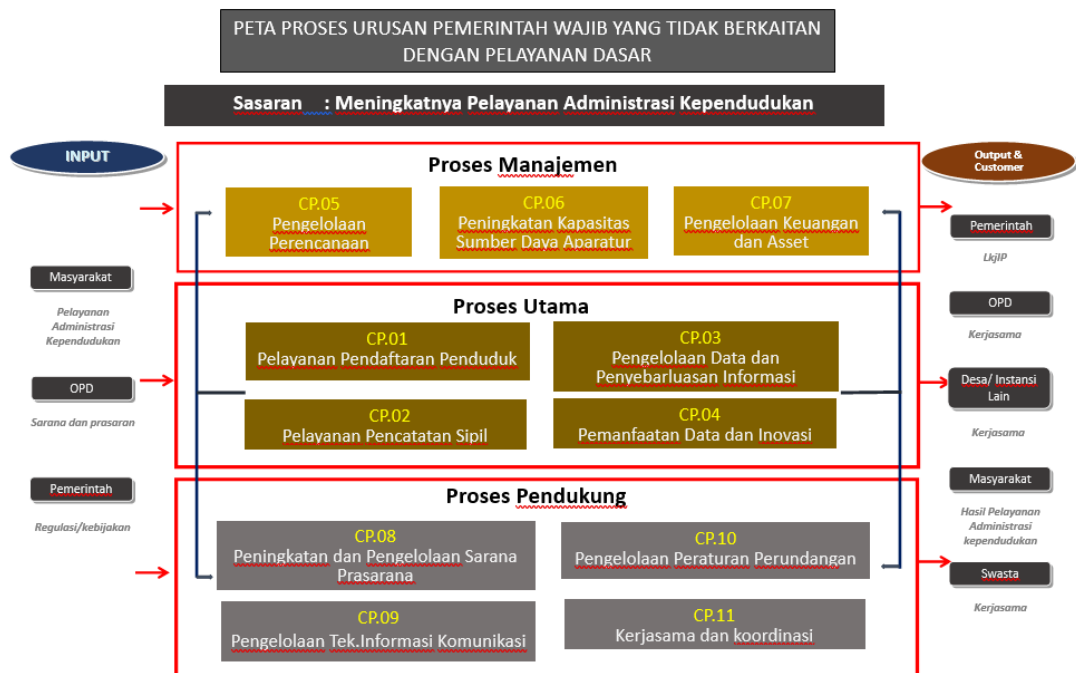 PETA PROSES URUSAN PEMERINTAH WAJIB YANG TIDAK BERKAITAN
DENGAN PELAYANAN DASAR
Sasaran : Meningkatnya Pelayanan Administrasi Kependudukan
INPUT
Masyarakat
Pelayanan
Administrasi
Kependudukan
OPD
Sarana dan prasaran
Pemerintah
Regulasi/kebijakan
Proses Manajemen
CP.05
Pengelolaan
Perencanaan
CP.06
Peningkatan Kapasitas
Sumber Daya Aparatur
CP.07
Pengelolaan Keuangan
dan Asset
Proses Utama
CP.01
Pelayanan Pendaftaran Penduduk
CP.03
Pengelolaan Data dan
Penyebarluasan Informasi
CP.02
Pelayanan Pencatatan Sipil
CP.04
Pemanfaatan Data dan Inovasi
Proses Pendukung
CP.08
Peningkatan dan Pengelolaan Sarana
Prasarana
CP.10
Pengelolaan Peraturan Perundangan
CP.09
Pengelolaan Tek.Informasi Komunikasi
CP.11
Kerjasama dan koordinasi
Output &
Customer
Pemerintah
LkjIP
OPD
Kerjasama
Desa/ Instansi
Lain
Kerjasama
Masyarakat
Hasil Pelayanan
Administrasi
kependudukan
Swasta
Kerjasama